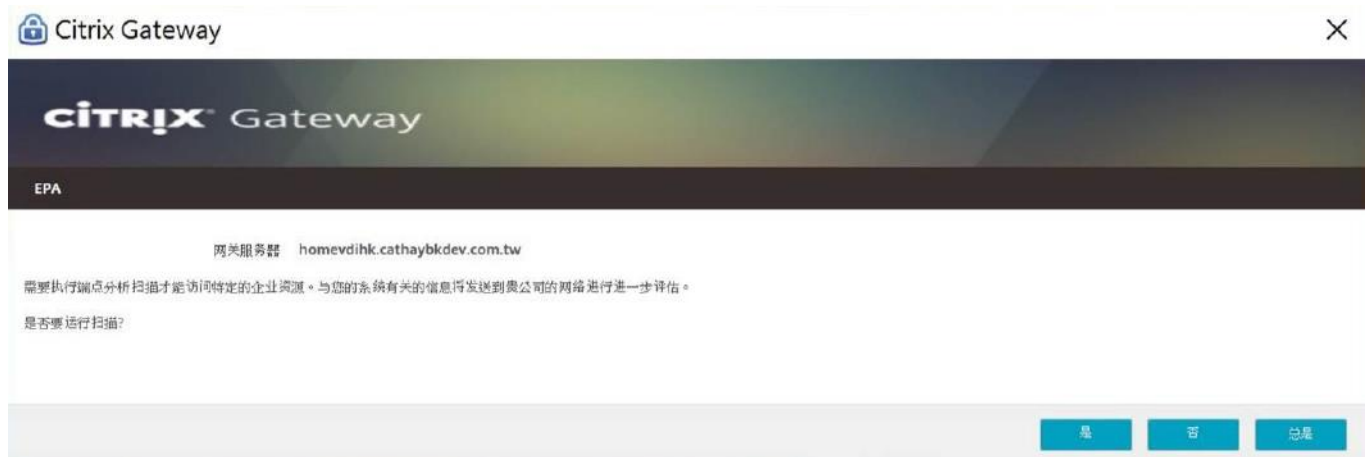 Citrix Gateway
CİTRIX Gateway
EPA
网关服务器 homevdihk.cathaybkdev.com.tw
需要执行端点分析扫描才能访问特定的企业资源。与您的系统有关的信息将发送到贵公司的网络进行进一步评估。
是否要运行扫描?
是 否 总是